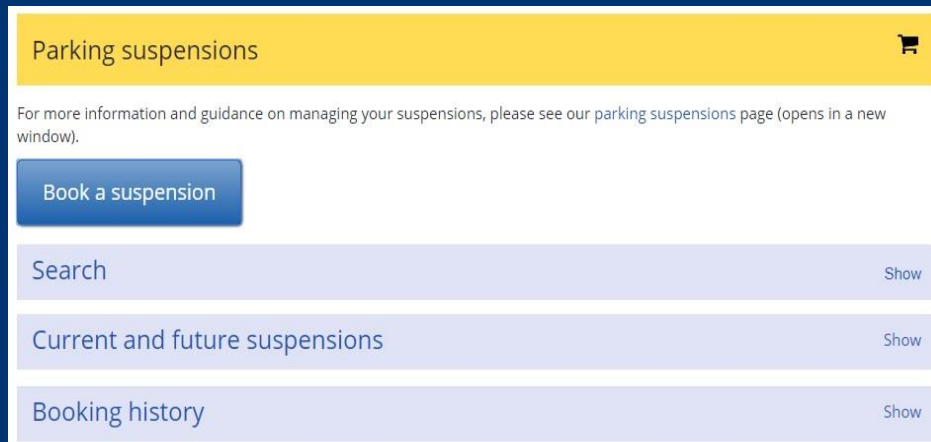 Parking suspensions
For more information and guidance on managing your suspensions, please see our parking suspensions page (opens in a new
window).
Book a suspension
Search
Show
Current and future suspensions
Show
Booking history
Show